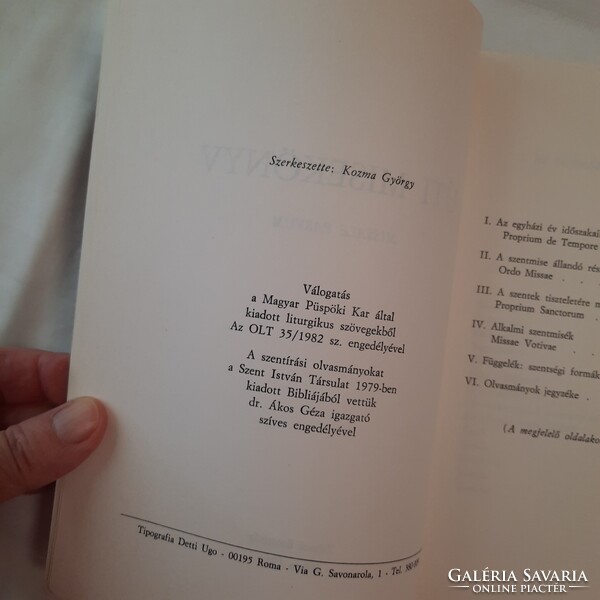 Szerkesztette: Kozma György
Válogatás
a Magyar Püspöki Kar által
kiadott liturgikus szövegekből
Az OLT 35/1982 sz. engedélyével
A szentírási olvasmányokat
a Szent István Társulat 1979-ben
kiadott Bibliájából vettük
dr. Ákos Géza igazgató
szíves engedélyével
Tipografia Detti Ugo - 00195 Roma - Via G. Savonarola, 1 - Tel.
I. Az egyházi év időszakai
Proprium de Tempore
II. A szentmise állandó
Ordo Missae
III. A szentek tiszteletére
Proprium Sanctorum
IV. Alkalmi szentmisék
Missae Votivae
V. Függelék: szentségi
VI. Olvasmányok jegyzéke
(A megjelelő
GALÉRIA SAVARIA
ONLINE PIACTÉR